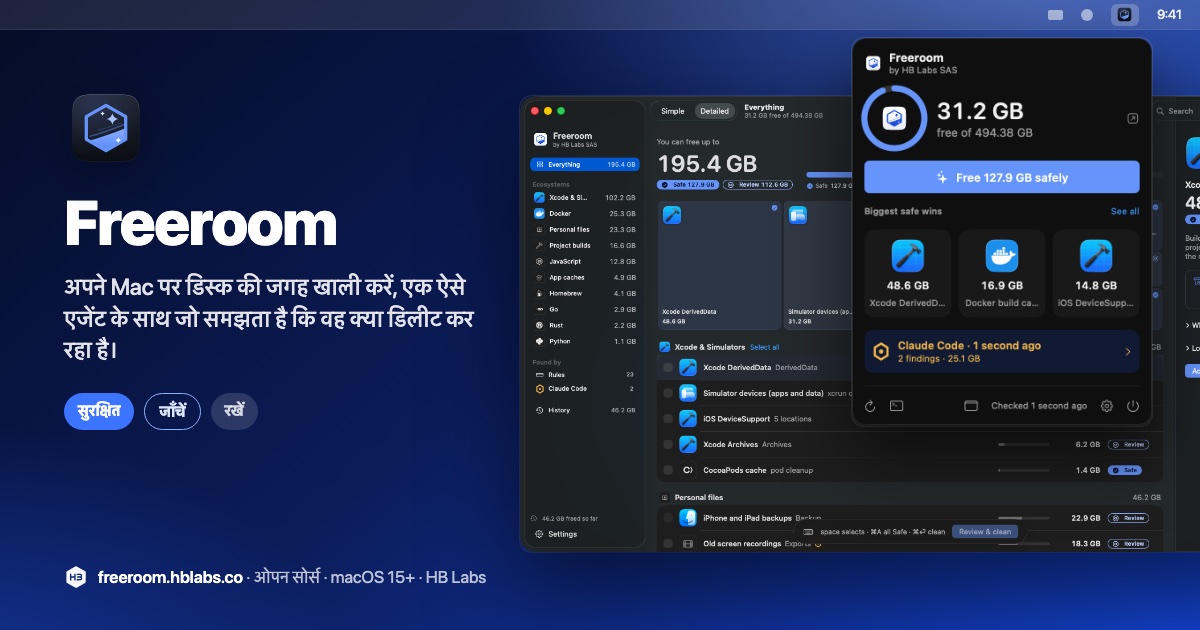 9:41
Freeroom
अपने Mac पर डिस्क की जगह खाली करें, एक ऐसे
एजेंट के साथ जो समझता है कि वह क्या डिलीट कर
रहा है।
सुरक्षित
जाँचें
रखें
HB freeroom.hblabs.co · ओपन सोर्स · macOS 15+ · HB Labs
Freeroom
by HB Labs SAS
Everything 195.4 GB
Ecosystems
Xcode & Si... 102.2 GB
Docker 25.3 GB
Personal files 23.3 GB
Project builds 16.6 GB
JavaScript 12.8 GB
App caches 4.9 GB
Homebrew 4.1 GB
Go 2.9 GB
Rust 2.2 GB
Python 1.1 GB
Found by
Rules 23
Claude Code 2
History 46.2 GB
46.2 GB freed so far
Settings
Simple
Detailed
Everything
31.2 GB free of 494.38 GB
Search
You can free up to
195.4 GB
Safe 127.9 GB
Review 112.6 GB
Safe 127.9 G
Xcode DerivedData
48.6 GB
Simulator devices (ap...
31.2 GB
Xcode & Simulators Select all
Xcode DerivedData DerivedData
Simulator devices (apps and data) xcrun
iOS DeviceSupport 5 locations
Xcode Archives Archives 6.2 GB Review
CocoaPods cache pod cleanup 1.4 GB Safe
Personal files 46.2 GB
iPhone and iPad backups Backup 22.9 GB Review
space selects · ⌘A all Safe · ⌘⏎ clean
Review & clean
Old screen recordings 18.3 GB Review
Freeroom
by HB Labs SAS
31.2 GB
free of 494.38 GB
Free 127.9 GB safely
Biggest safe wins
See all
48.6 GB
Xcode DerivedD...
16.9 GB
Docker build ca...
14.8 GB
iOS DeviceSupp...
Claude Code · 1 second ago
2 findings · 25.1 GB
Checked 1 second ago